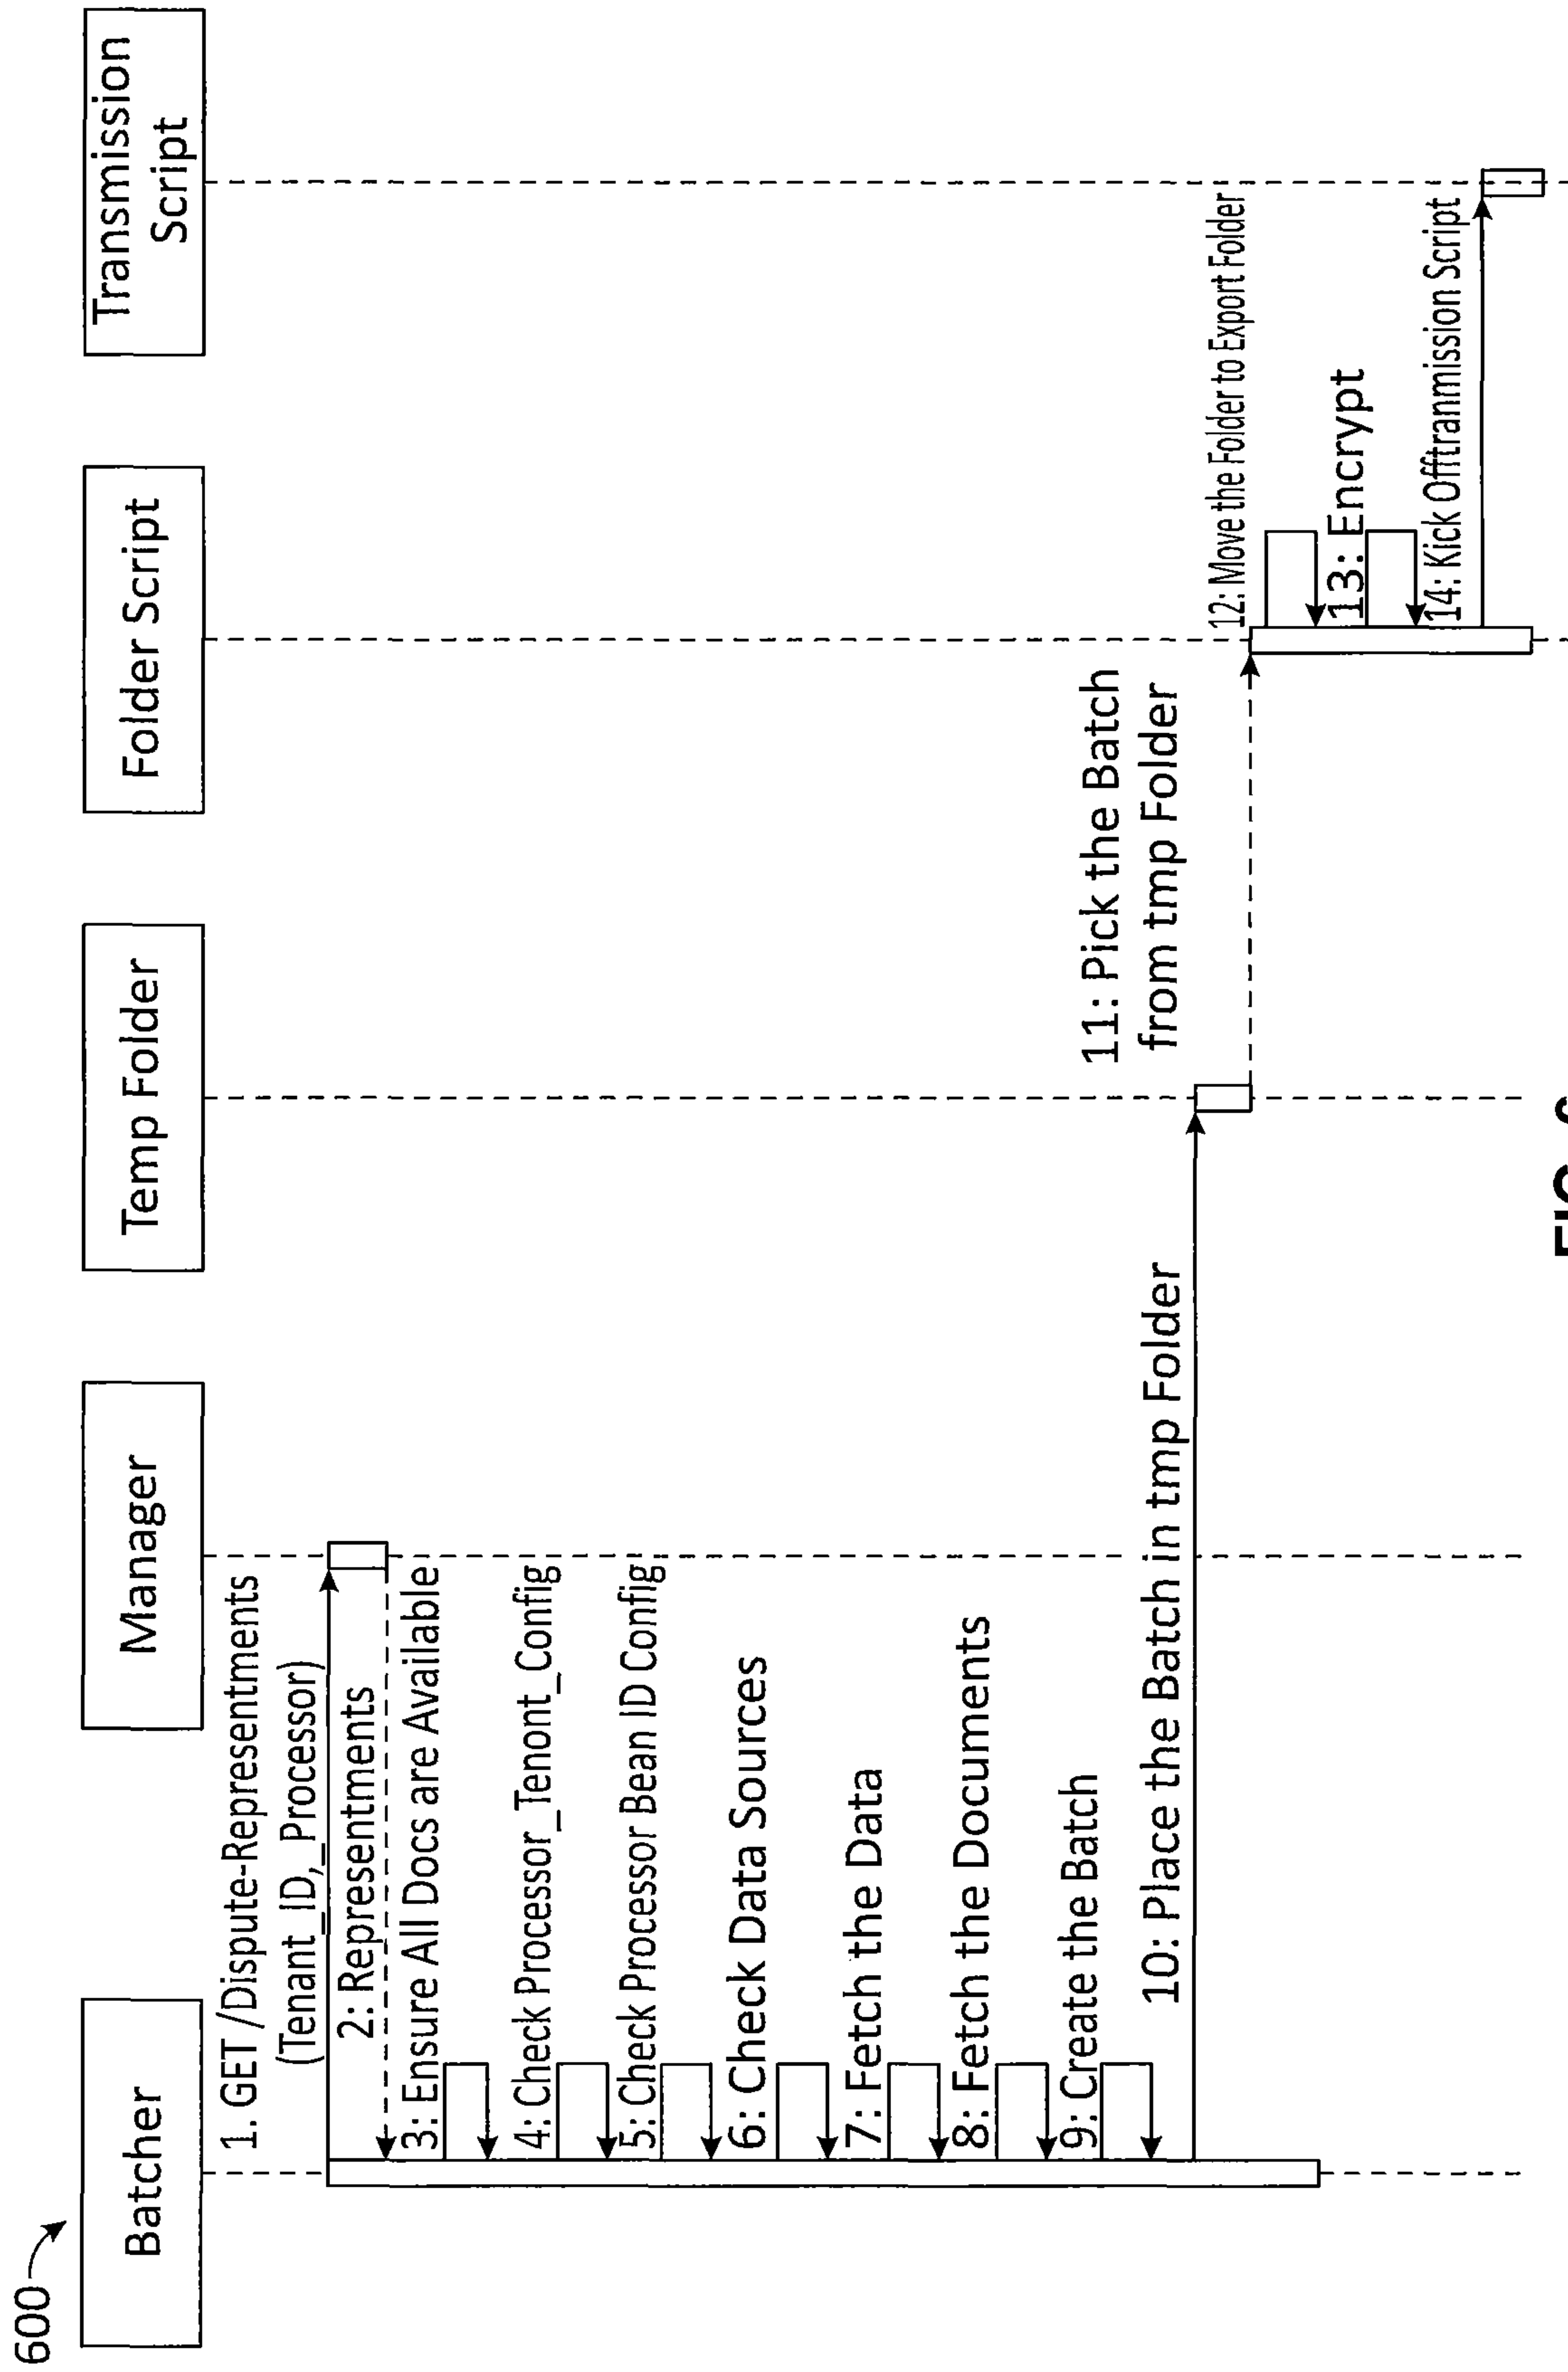 600
Batcher
Manager
Temp Folder
Folder Script
Transmission
Script
1. GET /Dispute-Representments
(Tenant_ID,_Processor)
2: Representments
3: Ensure All Docs are Available
4: Check Processor_Tenont_Config
5: Check Processor Bean ID Config
6: Check Data Sources
7: Fetch the Data
8: Fetch the Documents
9: Create the Batch
10: Place the Batch in tmp Folder
11: Pick the Batch
from tmp Folder
12: Move the Folder to Export Folder
13: Encrypt
14: Kick Offtranmission Script